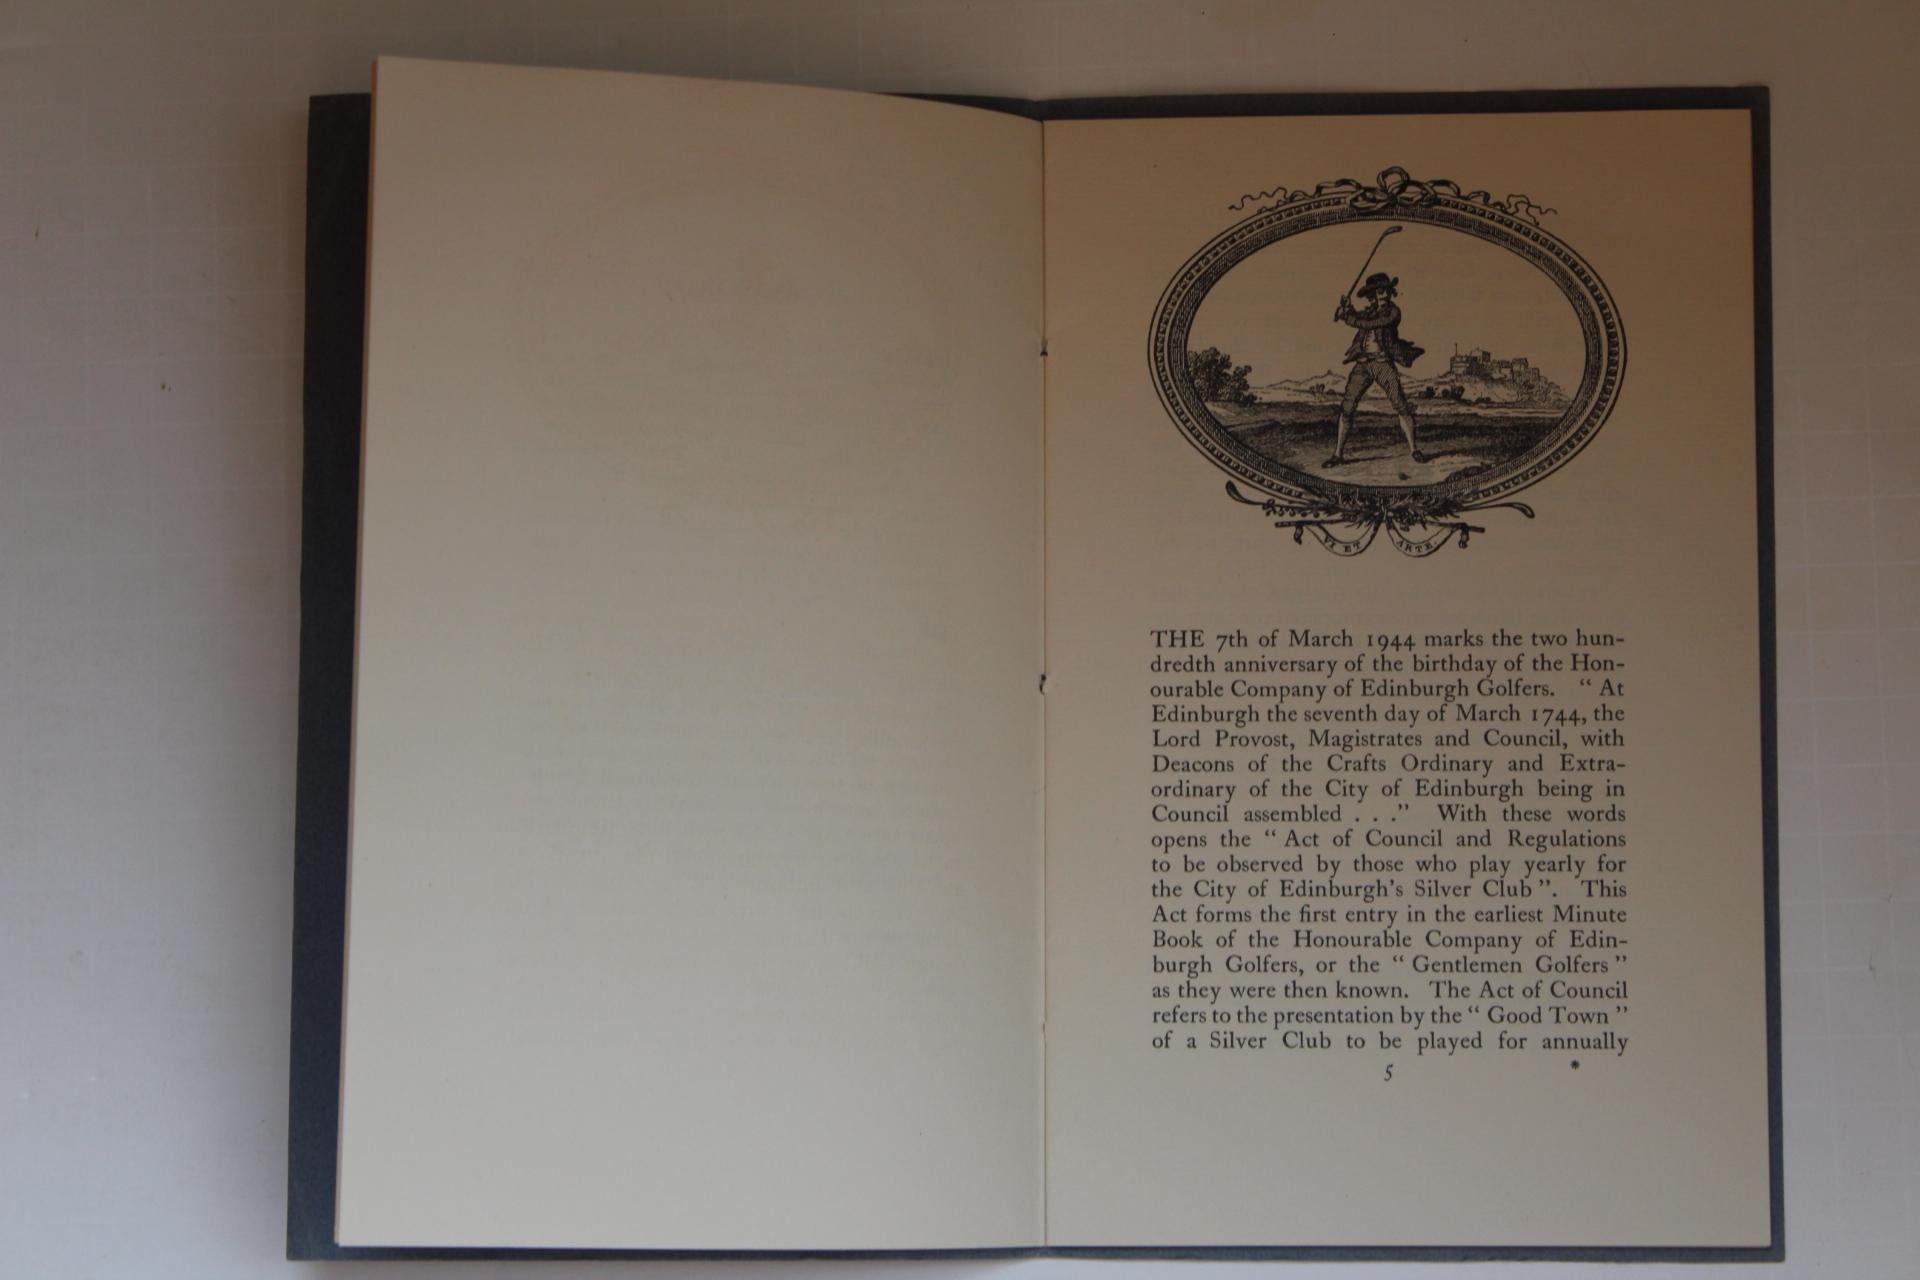 VI ET ARTE.
THE 7th of March 1944 marks the two hun-
dredth anniversary of the birthday of the Hon-
ourable Company of Edinburgh Golfers. “ At
Edinburgh the seventh day of March 1744, the
Lord Provost, Magistrates and Council, with
Deacons of the Crafts Ordinary and Extra-
ordinary of the City of Edinburgh being in
Council assembled . . .” With these words
opens the “ Act of Council and Regulations
to be observed by those who play yearly for
the City of Edinburgh's Silver Club ”. This
Act forms the first entry in the earliest Minute
Book of the Honourable Company of Edin-
burgh Golfers, or the “ Gentlemen Golfers ”
as they were then known. The Act of Council
refers to the presentation by the “ Good Town ”
of a Silver Club to be played for annually
5 *